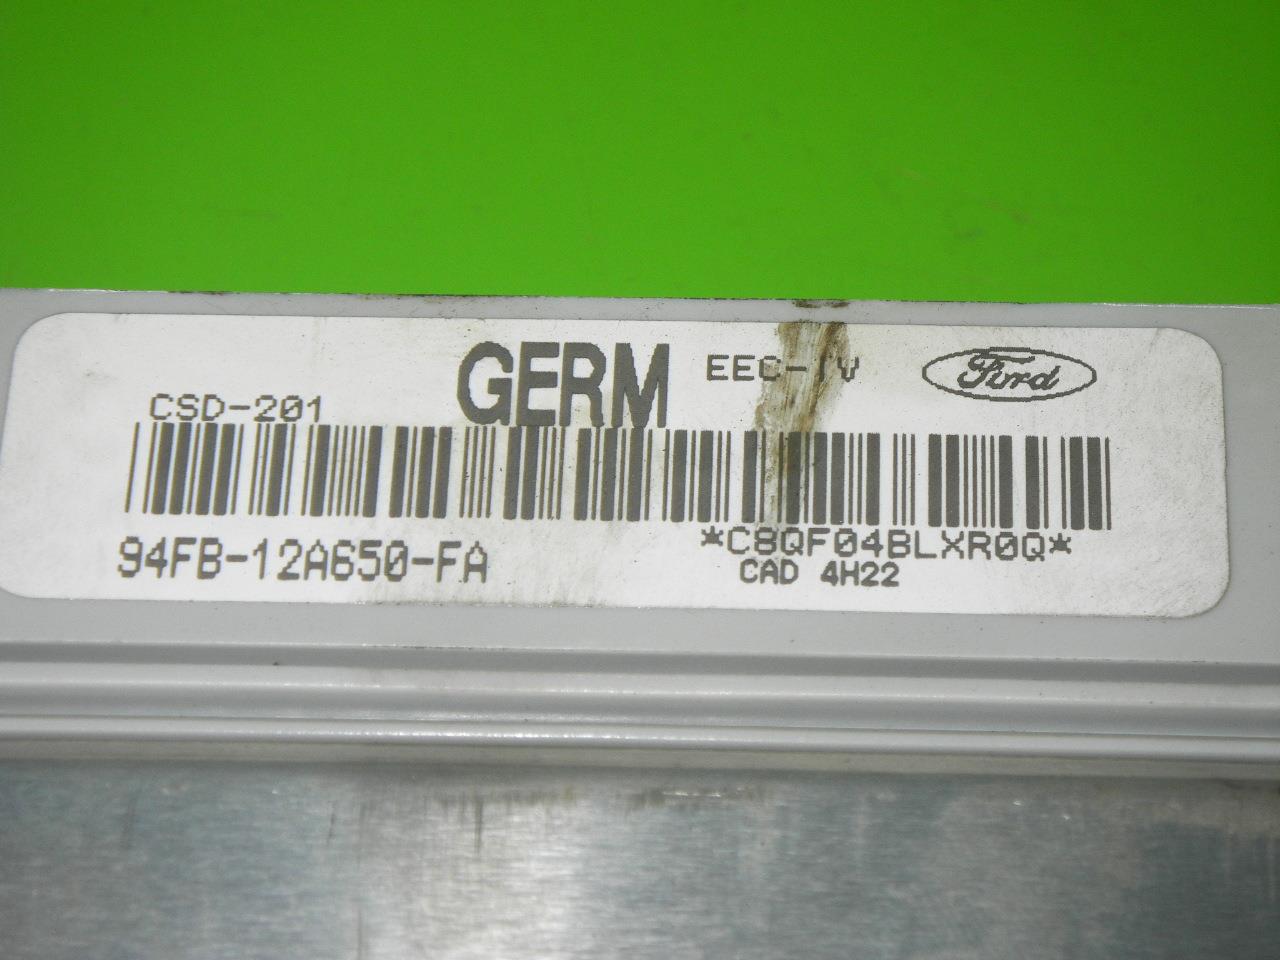 GERM EEC-IV Ford
CSD-201
*C8QF04BLXR0Q*
94FB-12A650-FA
CAD 4H22